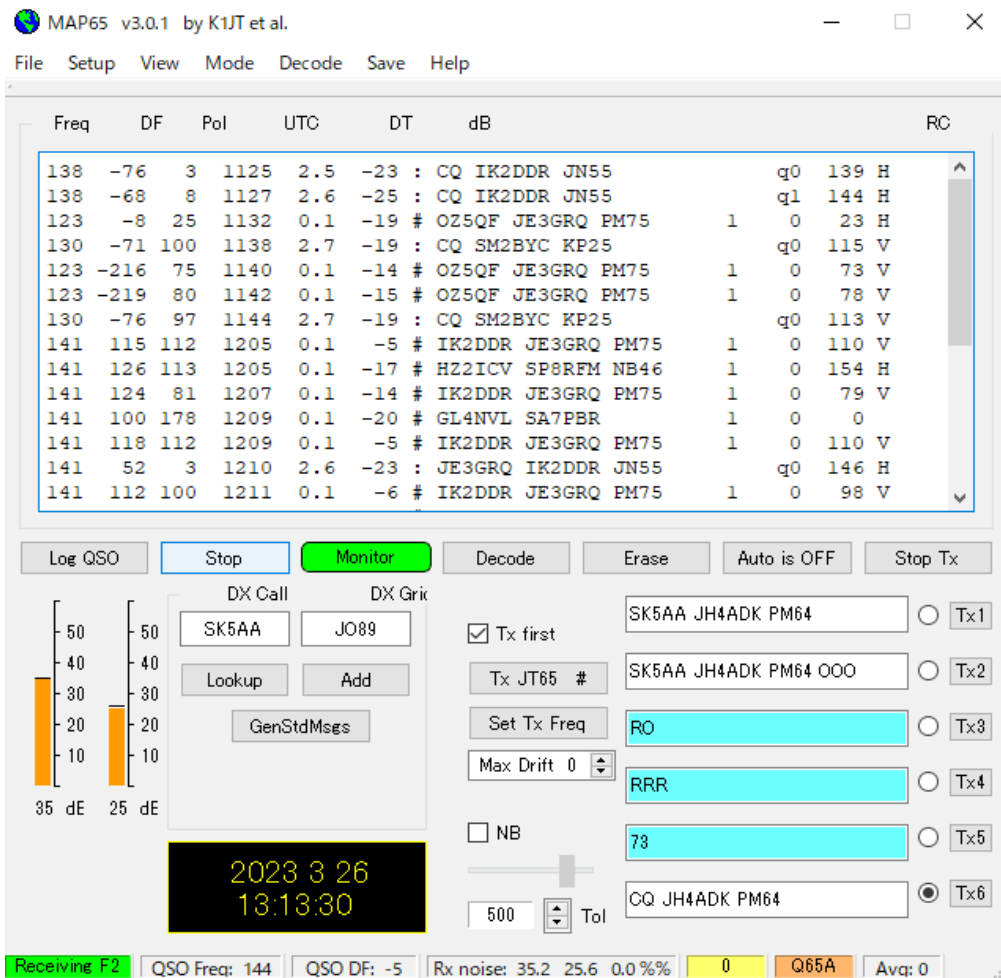 MAP65 v3.0.1 by K1JT et al.
File Setup View Mode Decode Save Help
Freq DF Pol UTC DT dB RC
138 -76 3 1125 2.5 -23 : CQ IK2DDR JN55 q0 139 H
138 -68 8 1127 2.6 -25 : CQ IK2DDR JN55 q1 144 H
123 -8 25 1132 0.1 -19 # OZ5QF JE3GRQ PM75 1 0 23 H
130 -71 100 1138 2.7 -19 : CQ SM2BYC KP25 q0 115 V
123 -216 75 1140 0.1 -14 # OZ5QF JE3GRQ PM75 1 0 73 V
123 -219 80 1142 0.1 -15 # OZ5QF JE3GRQ PM75 1 0 78 V
130 -76 97 1144 2.7 -19 : CQ SM2BYC KP25 q0 113 V
141 115 112 1205 0.1 -5 # IK2DDR JE3GRQ PM75 1 0 110 V
141 126 113 1205 0.1 -17 # HZ2ICV SP8RFM NB46 1 0 154 H
141 124 81 1207 0.1 -14 # IK2DDR JE3GRQ PM75 1 0 79 V
141 100 178 1209 0.1 -20 # GL4NVL SA7PBR 1 0 0
141 118 112 1209 0.1 -5 # IK2DDR JE3GRQ PM75 1 0 110 V
141 52 3 1210 2.6 -23 : JE3GRQ IK2DDR JN55 q0 146 H
141 112 100 1211 0.1 -6 # IK2DDR JE3GRQ PM75 1 0 98 V
Log QSO Stop Monitor Decode Erase Auto is OFF Stop Tx
DX Call DX Gric
SK5AA JO89
Lookup Add
GenStdMsgs
50 50
40 40
30 30
20 20
10 10
35 dE 25 dE
2023 3 26
13:13:30
Tx first
Tx JT65 #
Set Tx Freq
Max Drift 0
NB
500 Tol
SK5AA JH4ADK PM64 Tx1
SK5AA JH4ADK PM64 OOO Tx2
RO Tx3
RRR Tx4
73 Tx5
CQ JH4ADK PM64 Tx6
Receiving F2 QSO Freq: 144 QSO DF: -5 Rx noise: 35.2 25.6 0.0 %% 0 Q65A Avg: 0